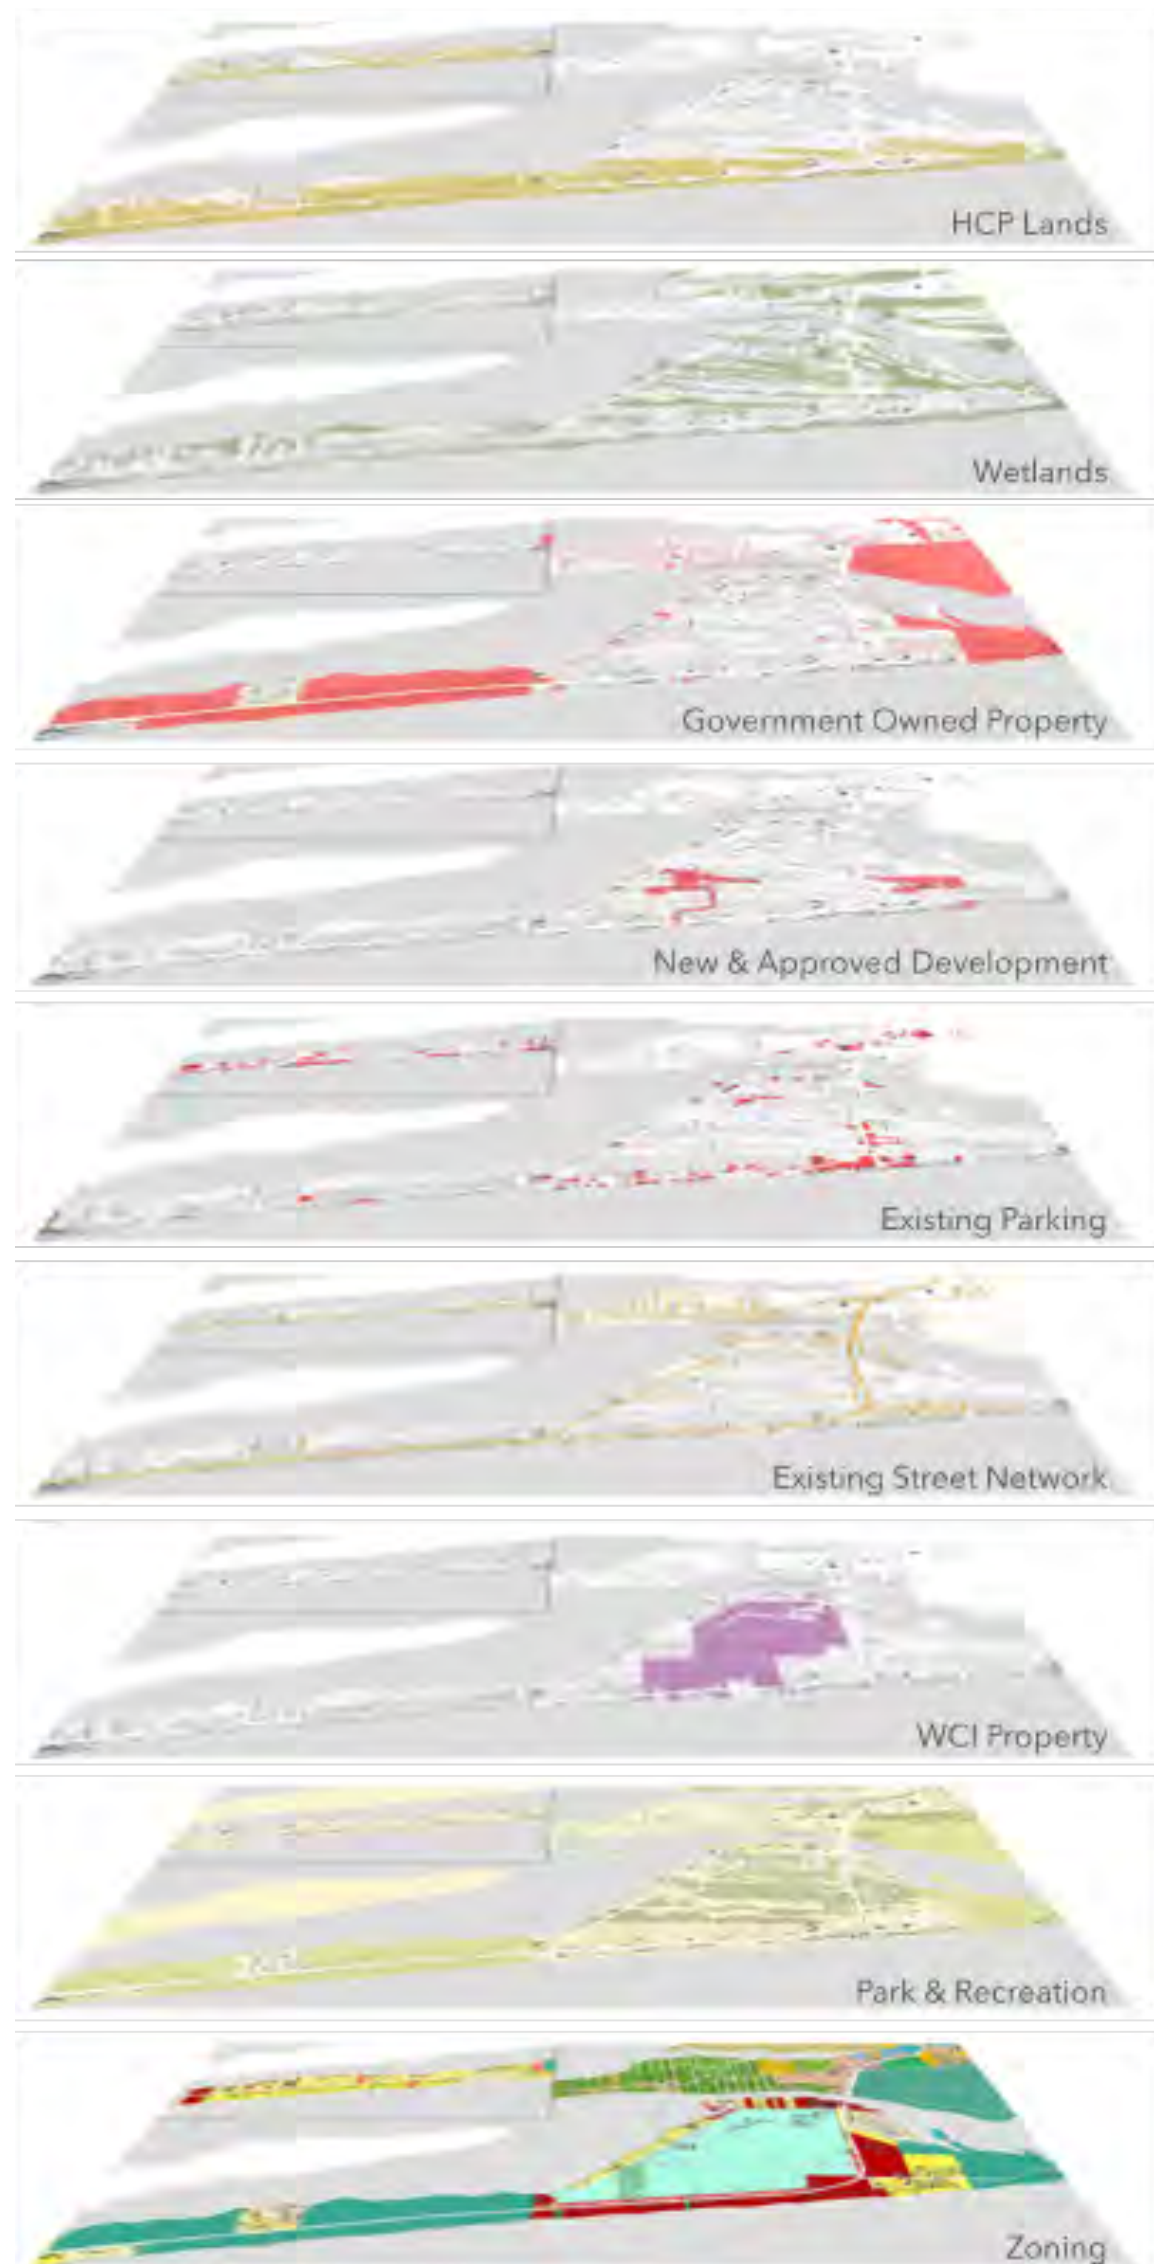 HCP Lands
Wetlands
Government Owned Property
New & Approved Development
Existing Parking
Existing Street Network
WCI Property
Park & Recreation
Zoning